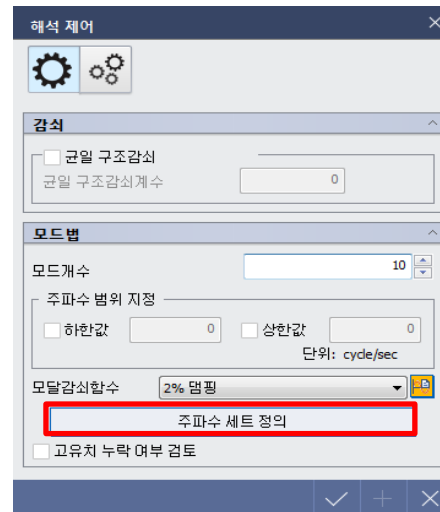 해석 제어
감쇠
균일 구조감쇠
균일 구조감쇠계수 0
모드법
모드개수 10
주파수 범위 지정
하한값 0 상한값 0
단위: cycle/sec
모달감쇠함수 2% 댐핑
주파수 세트 정의
고유치 누락 여부 검토